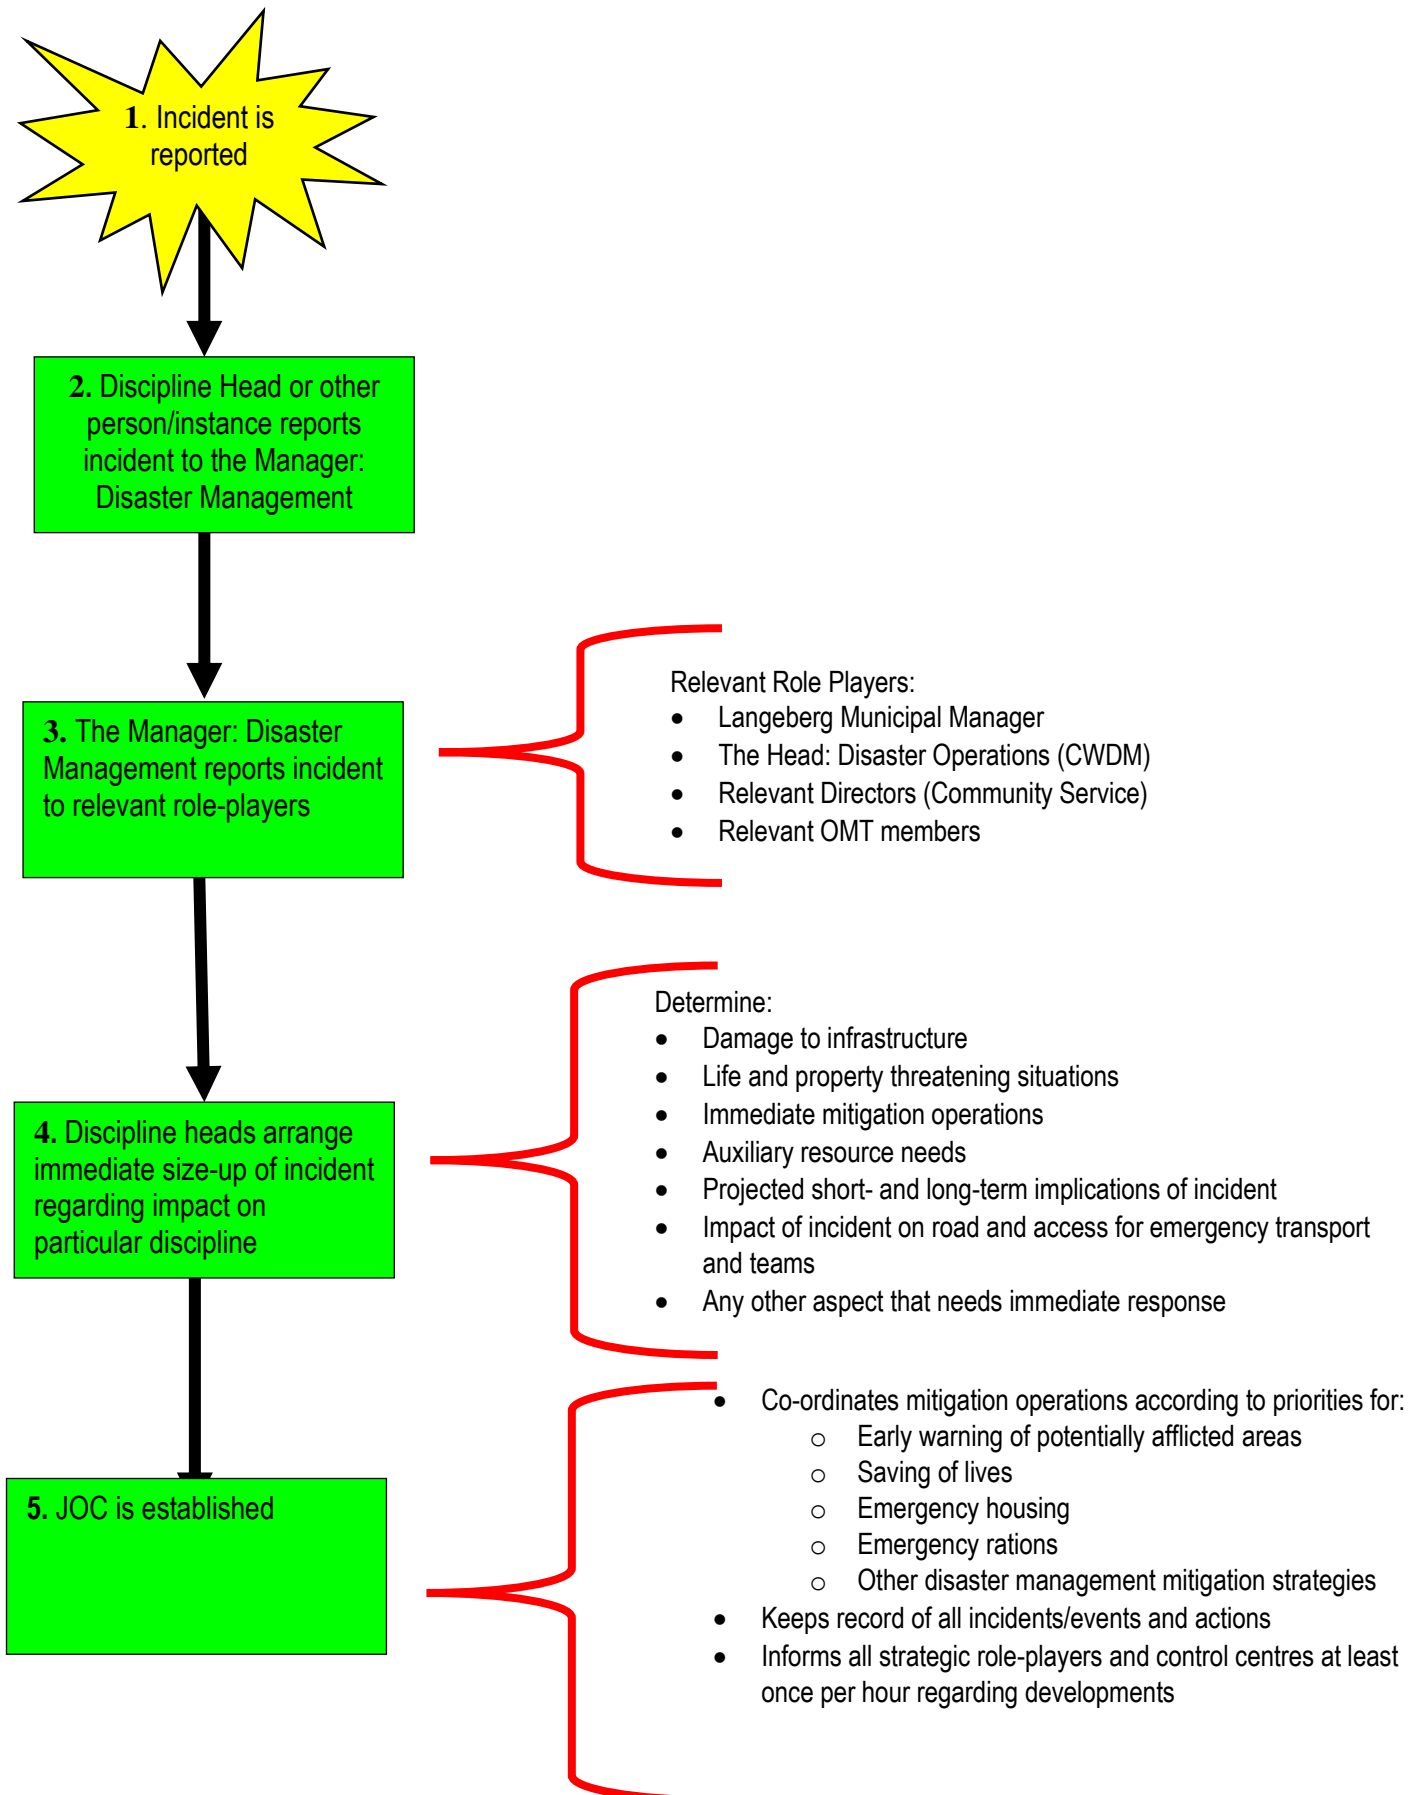 1. Incident is
reported
2. Discipline Head or other
person/instance reports
incident to the Manager:
Disaster Management
3. The Manager: Disaster
Management reports incident
to relevant role-players
Relevant Role Players:
• Langeberg Municipal Manager
• The Head: Disaster Operations (CWDM)
• Relevant Directors (Community Service)
• Relevant OMT members
4. Discipline heads arrange
immediate size-up of incident
regarding impact on
particular discipline
Determine:
• Damage to infrastructure
• Life and property threatening situations
• Immediate mitigation operations
• Auxiliary resource needs
• Projected short- and long-term implications of incident
• Impact of incident on road and access for emergency transport
and teams
• Any other aspect that needs immediate response
5. JOC is established
• Co-ordinates mitigation operations according to priorities for:
o Early warning of potentially afflicted areas
o Saving of lives
o Emergency housing
o Emergency rations
o Other disaster management mitigation strategies
• Keeps record of all incidents/events and actions
• Informs all strategic role-players and control centres at least
once per hour regarding developments